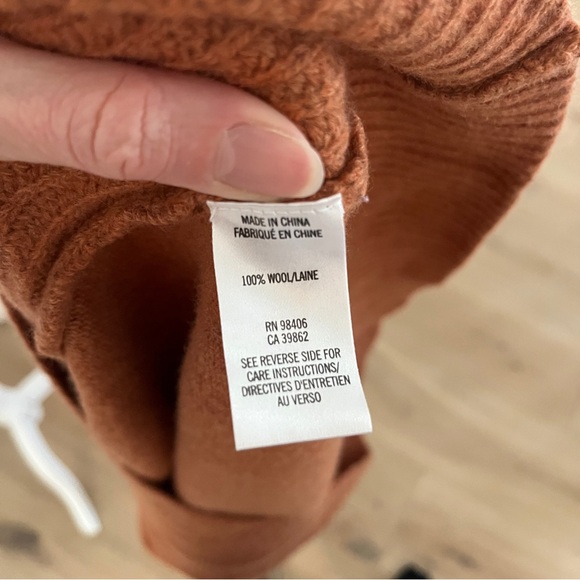 MADE IN CHINA
FABRIQUÉ EN CHINE
100% WOOL/LAINE
RN 98406
CA 39862
SEE REVERSE SIDE FOR
CARE INSTRUCTIONS/
DIRECTIVES D'ENTRETIEN
AU VERSO